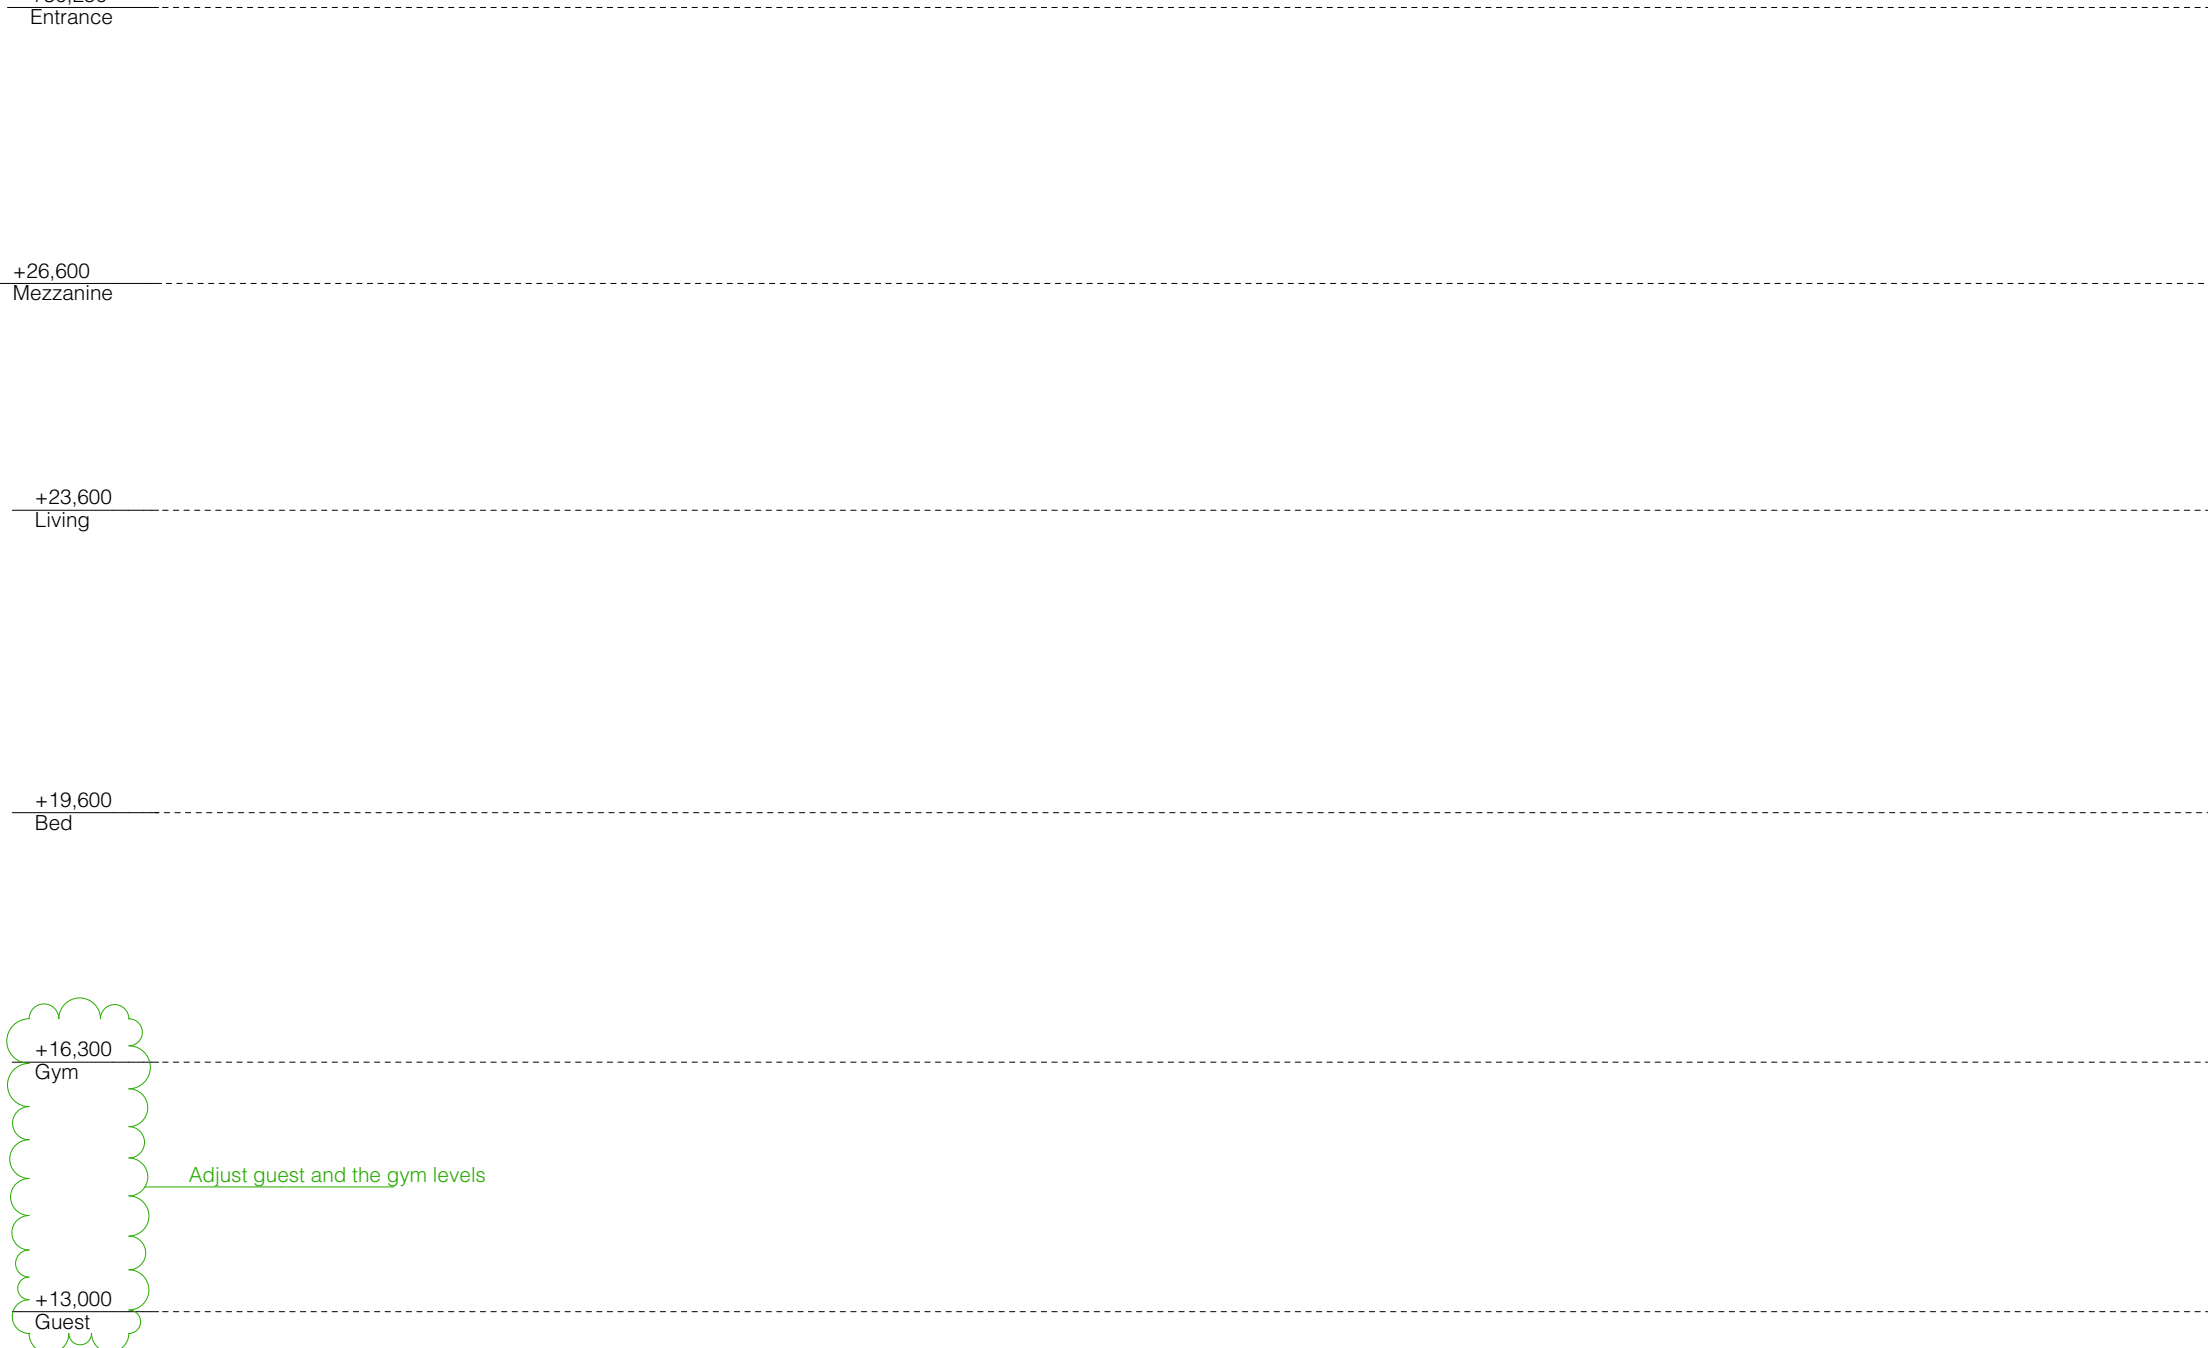 Entrance
+26,600
Mezzanine
+23,600
Living
+19,600
Bed
+16,300
Gym
Adjust guest and the gym levels
+13,000
Guest